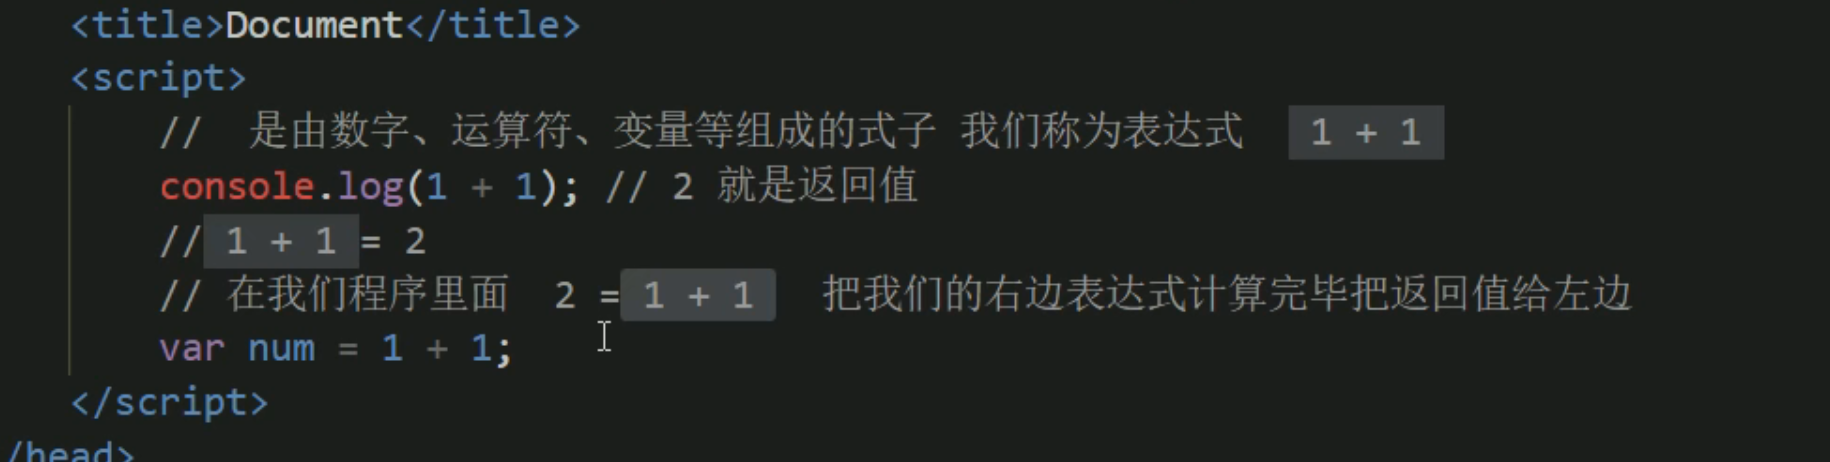 <title>Document</title>
<script>
//  是由数字、运算符、变量等组成的式子 我们称为表达式  1 + 1
console.log(1 + 1); // 2 就是返回值
// 1 + 1 = 2
// 在我们程序里面  2 = 1 + 1  把我们的右边表达式计算完毕把返回值给左边
var num = 1 + 1;
</script>
/head>